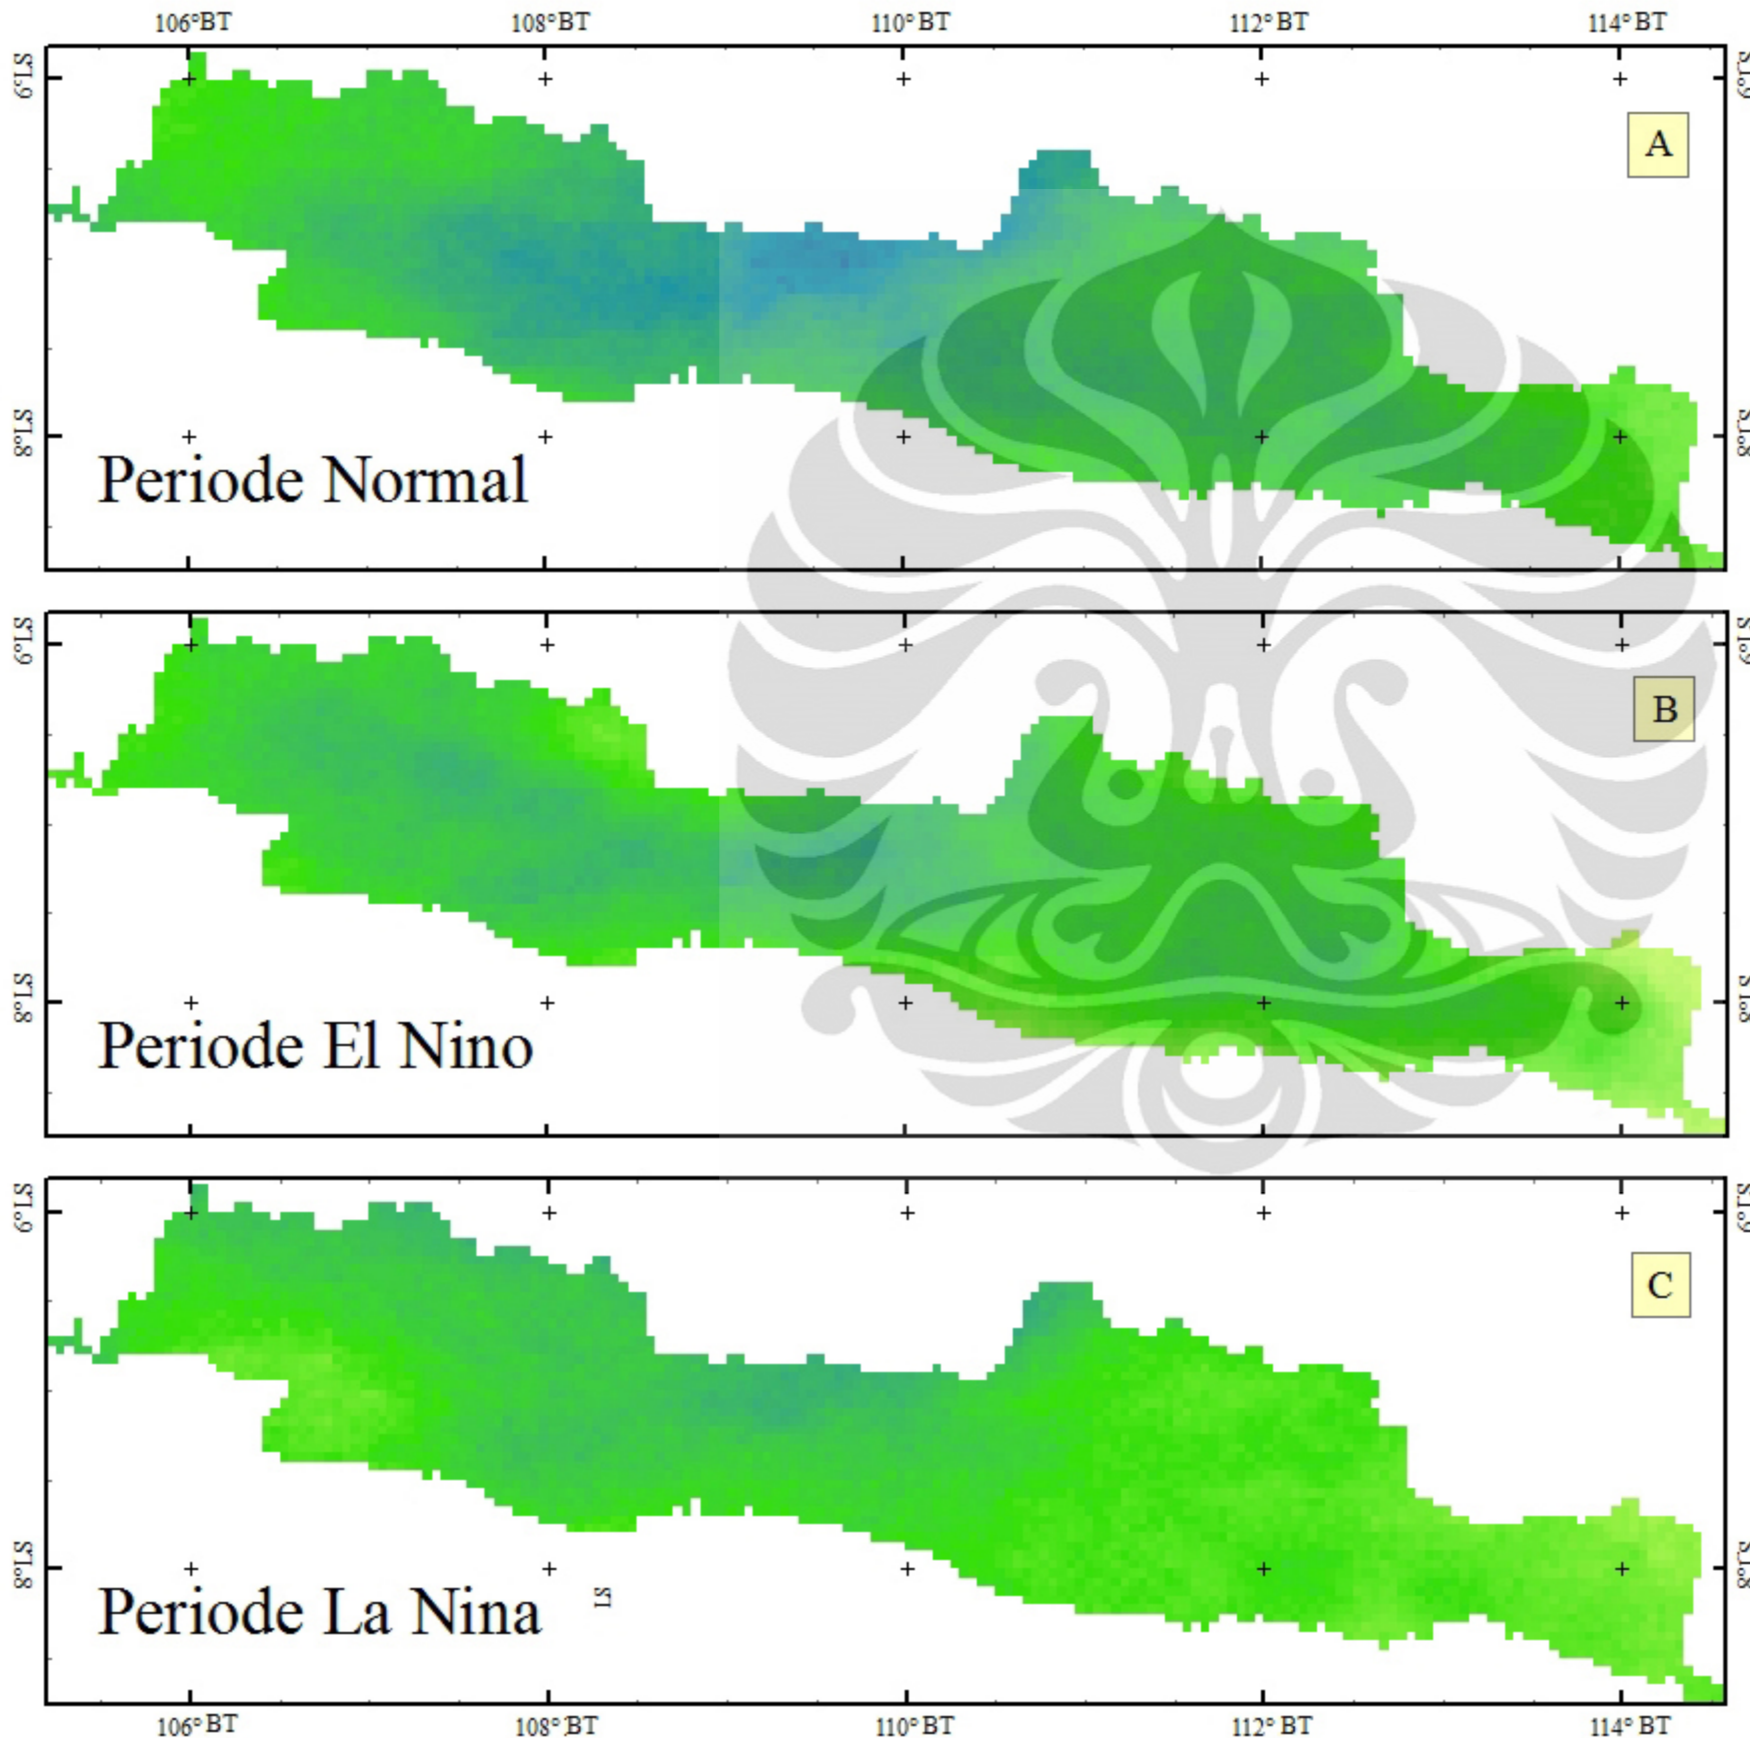 106°BT 108°BT 110°BT 112°BT 114°BT
6°LS 6°LS
A
8°LS 8°LS
Periode Normal
6°LS 6°LS
B
8°LS 8°LS
Periode El Nino
6°LS 6°LS
C
8°LS 8°LS
Periode La Nina LS
106°BT 108°BT 110°BT 112°BT 114°BT